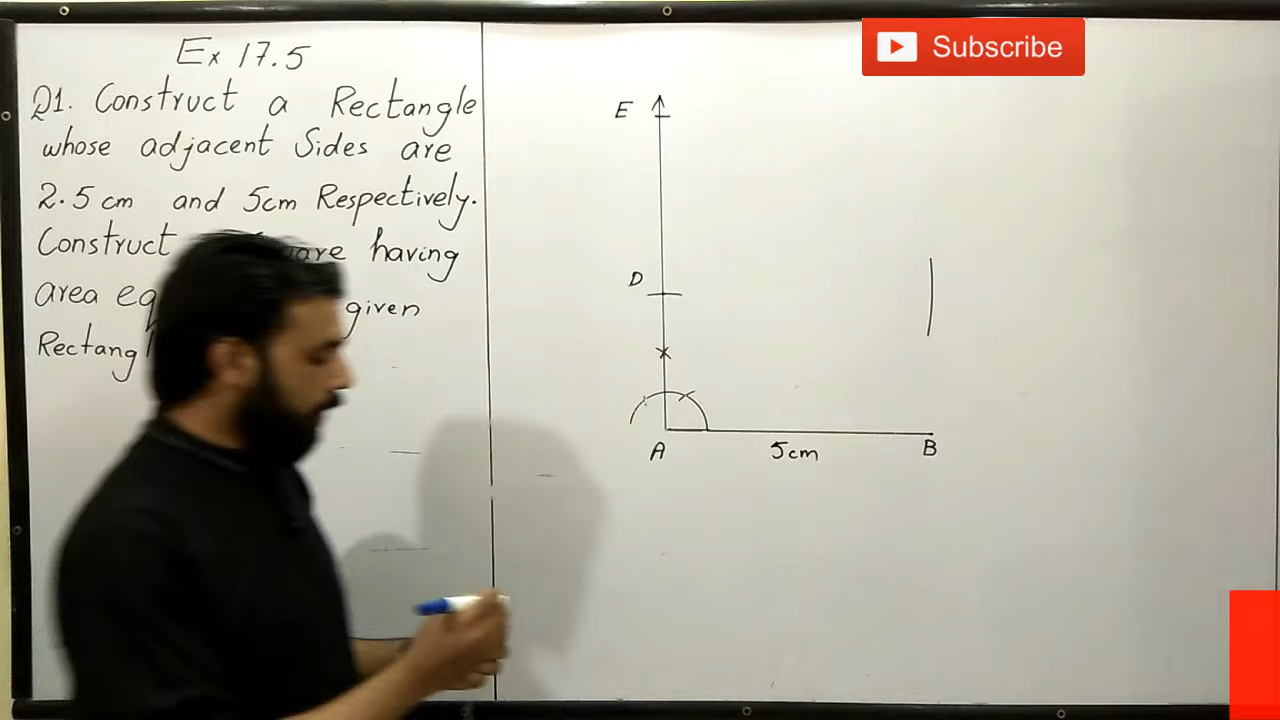 Ex 17.5
Q1. Construct a Rectangle
whose adjacent Sides are
2.5 cm and 5cm Respectively.
Construct having
area given
Subscribe
E
D
A 5cm B